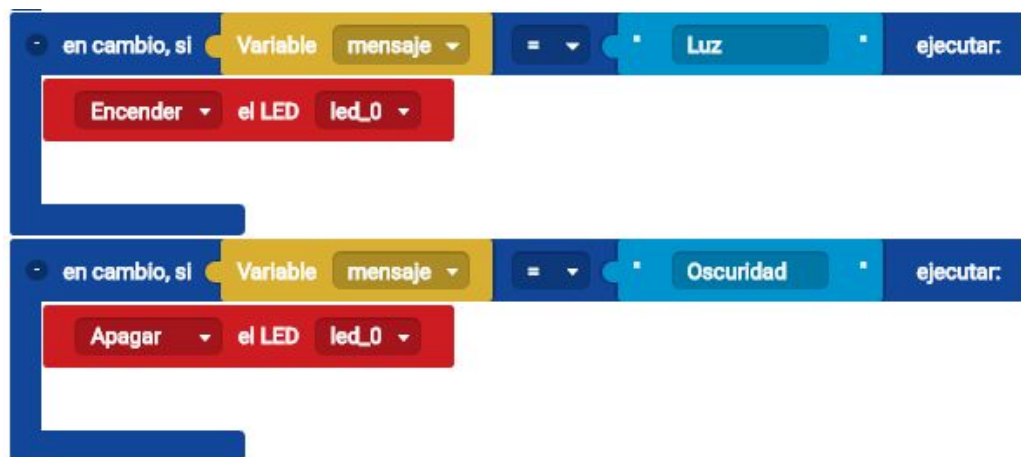 - en cambio, si Variable mensaje = " Luz " ejecutar:
Encender el LED led_0
- en cambio, si Variable mensaje = " Oscuridad " ejecutar:
Apagar el LED led_0